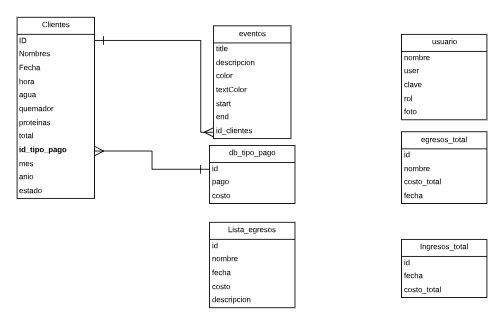 Clientes
ID
Nombres
Fecha
hora
agua
quemador
proteinas
total
id_tipo_pago
mes
anio
estado
eventos
title
descripcion
color
textColor
start
end
id_clientes
db_tipo_pago
id
pago
costo
Lista_egresos
id
nombre
fecha
costo
descripcion
usuario
nombre
user
clave
rol
foto
egresos_total
id
nombre
costo_total
fecha
Ingresos_total
id
fecha
costo_total